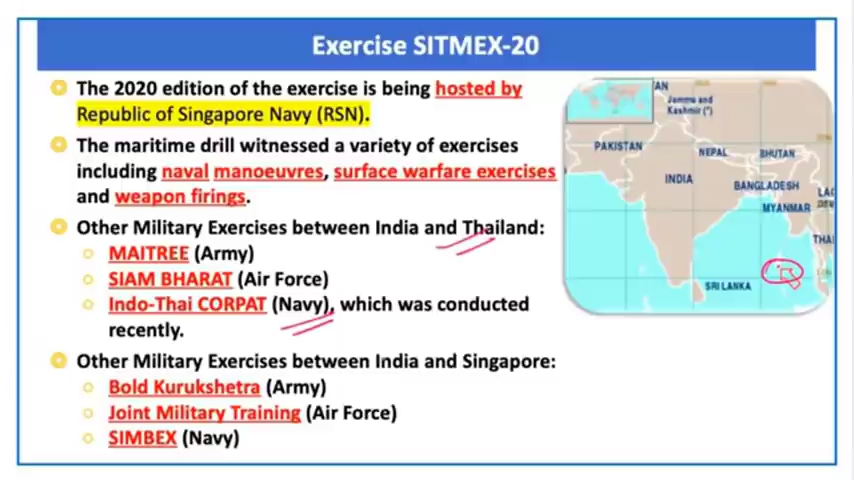 Exercise SITMEX-20
The 2020 edition of the exercise is being hosted by
Republic of Singapore Navy (RSN).
The maritime drill witnessed a variety of exercises
including naval manoeuvres, surface warfare exercises
and weapon firings.
Other Military Exercises between India and Thailand:
MAITREE (Army)
SIAM BHARAT (Air Force)
Indo-Thai CORPAT (Navy), which was conducted
recently.
Other Military Exercises between India and Singapore:
Bold Kurukshetra (Army)
Joint Military Training (Air Force)
SIMBEX (Navy)
AN
Jammu and
Kashmir (*)
PAKISTAN
NEPAL
BHUTAN
INDIA
BANGLADESH
MYANMAR
THAI
SRI LANKA